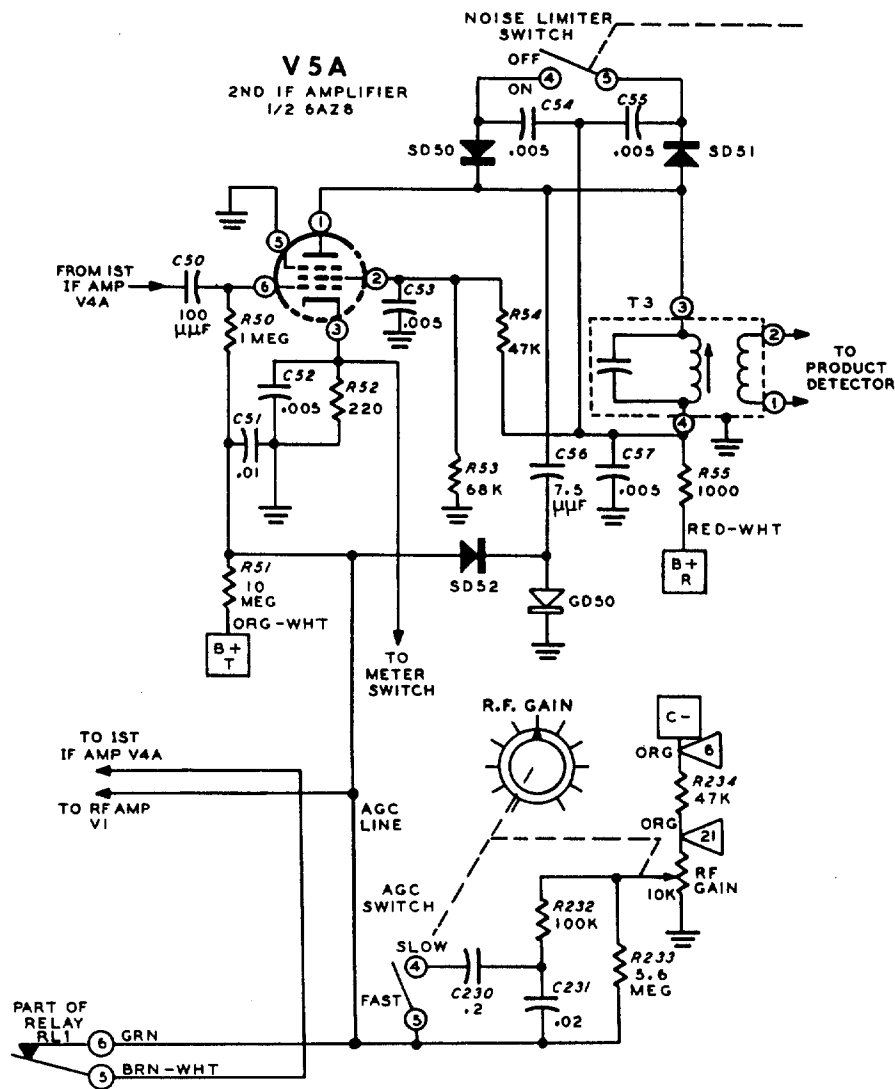 NOISE LIMITER
SWITCH
V5A
2ND IF AMPLIFIER
1/2 6AZ8
OFF
4
5
ON
C54
C55
SD50
.005
.005
SD51
5
1
FROM 1ST
IF AMP
V4A
C50
100
μμF
6
2
3
R50
1 MEG
C53
.005
R54
47K
T3
3
2
TO
PRODUCT
DETECTOR
1
4
C52
.005
R52
220
C51
.01
R53
68K
C56
7.5
μμF
C57
.005
R55
1000
RED-WHT
B+
R
R51
10
MEG
ORG-WHT
B+
T
SD52
GD50
TO
METER
SWITCH
R.F. GAIN
C-
ORG
6
R234
47K
ORG
21
RF
GAIN
10K
TO 1ST
IF AMP V4A
TO RF AMP
V1
AGC
LINE
AGC
SWITCH
R232
100K
R233
5.6
MEG
SLOW
4
C230
.2
C231
.02
FAST
5
PART OF
RELAY
RL1
6
GRN
5
BRN-WHT